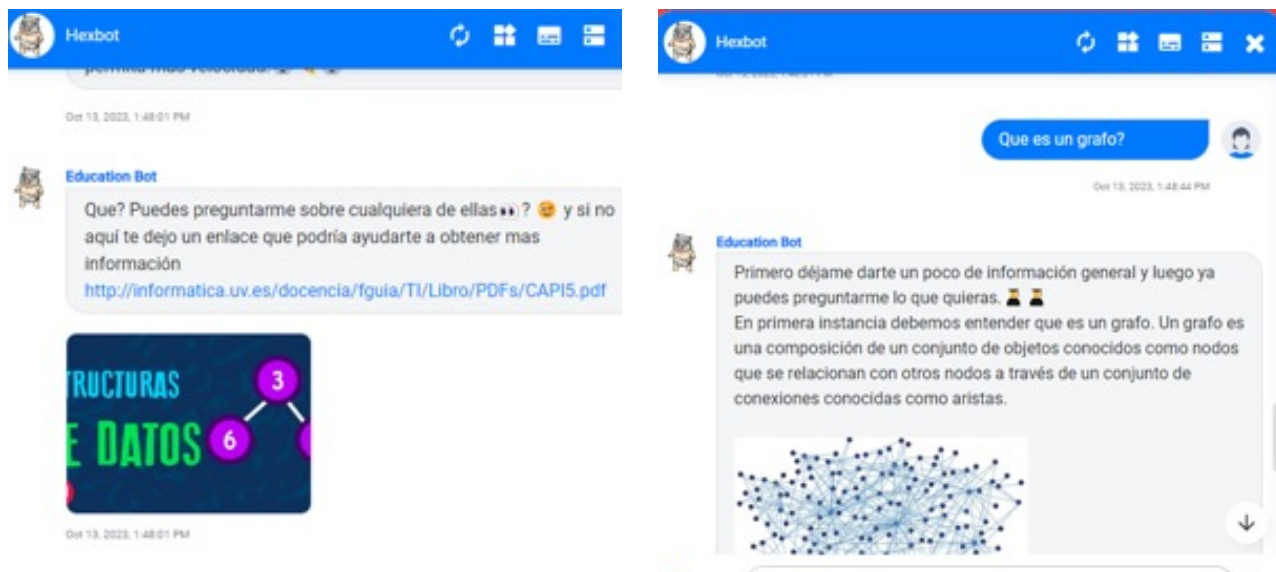 Hexbot
permita mas velocidad.
Oct 13, 2023, 1:48:01 PM
Education Bot
Que? Puedes preguntarme sobre cualquiera de ellas👀? 🤓 y si no
aquí te dejo un enlace que podría ayudarte a obtener mas
información
http://informatica.uv.es/docencia/fguia/TI/Libro/PDFs/CAPI5.pdf
TRUCTURAS
E DATOS
3
6
Oct 13, 2023, 1:48:01 PM
Hexbot
Que es un grafo?
Oct 13, 2023, 1:48:44 PM
Education Bot
Primero déjame darte un poco de información general y luego ya
puedes preguntarme lo que quieras.
En primera instancia debemos entender que es un grafo. Un grafo es
una composición de un conjunto de objetos conocidos como nodos
que se relacionan con otros nodos a través de un conjunto de
conexiones conocidas como aristas.